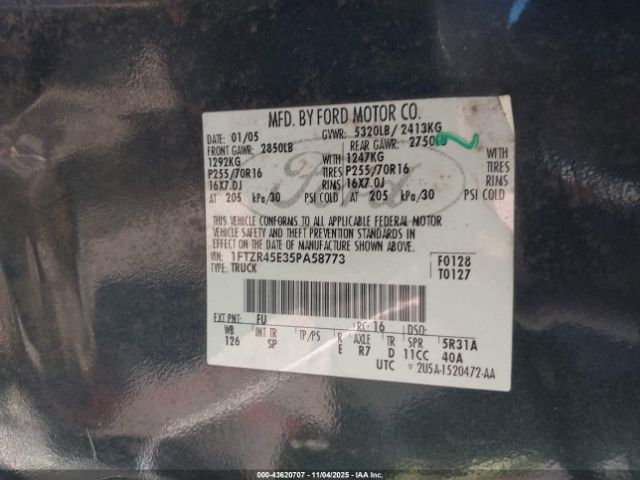 MFD. BY FORD MOTOR CO.
DATE: 01/05 GVWR: 5320LB/2413KG
FRONT GAWR: 2850LB REAR GAWR: 2750LB
1292KG WITH 1247KG WITH
P255/70R16 TIRES P255/70R16 TIRES
16X7.0J RIMS 16X7.0J RIMS
AT 205 kPa/30 PSI COLD AT 205 kPa/30 PSI COLD
Ford
THIS VEHICLE CONFORMS TO ALL APPLICABLE FEDERAL MOTOR
VEHICLE SAFETY AND THEFT PREVENTION STANDARDS IN
EFFECT ON THE DATE OF MANUFACTURE SHOWN ABOVE.
VIN: 1FTZR45E35PA58773 F0128
TYPE: TRUCK T0127
EXT PNT: FU RC: 16 DSO:
WB INT TR TP/PS R AXLE TR SPR 5R31A
126 SP E R7 D 11CC 40A
UTC 2U5A-1520472-AA
000-43620707 - 11/04/2025 - IAA Inc.